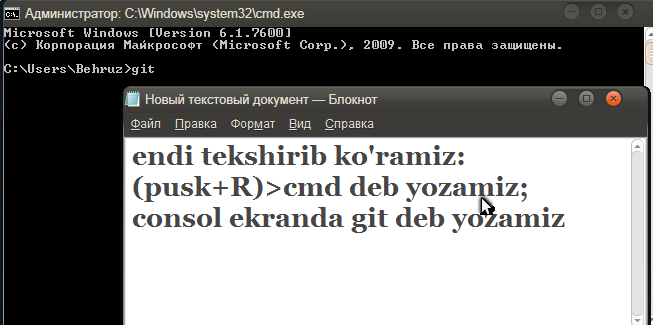 Администратор: C:\Windows\system32\cmd.exe
Microsoft Windows [Version 6.1.7600]
(c) Корпорация Майкрософт (Microsoft Corp.), 2009. Все права защищены.
C:\Users\Behruz>git
Новый текстовый документ — Блокнот
Файл Правка Формат Вид Справка
endi tekshirib ko'ramiz:
(pusk+R)>cmd deb yozamiz;
consol ekranda git deb yozamiz